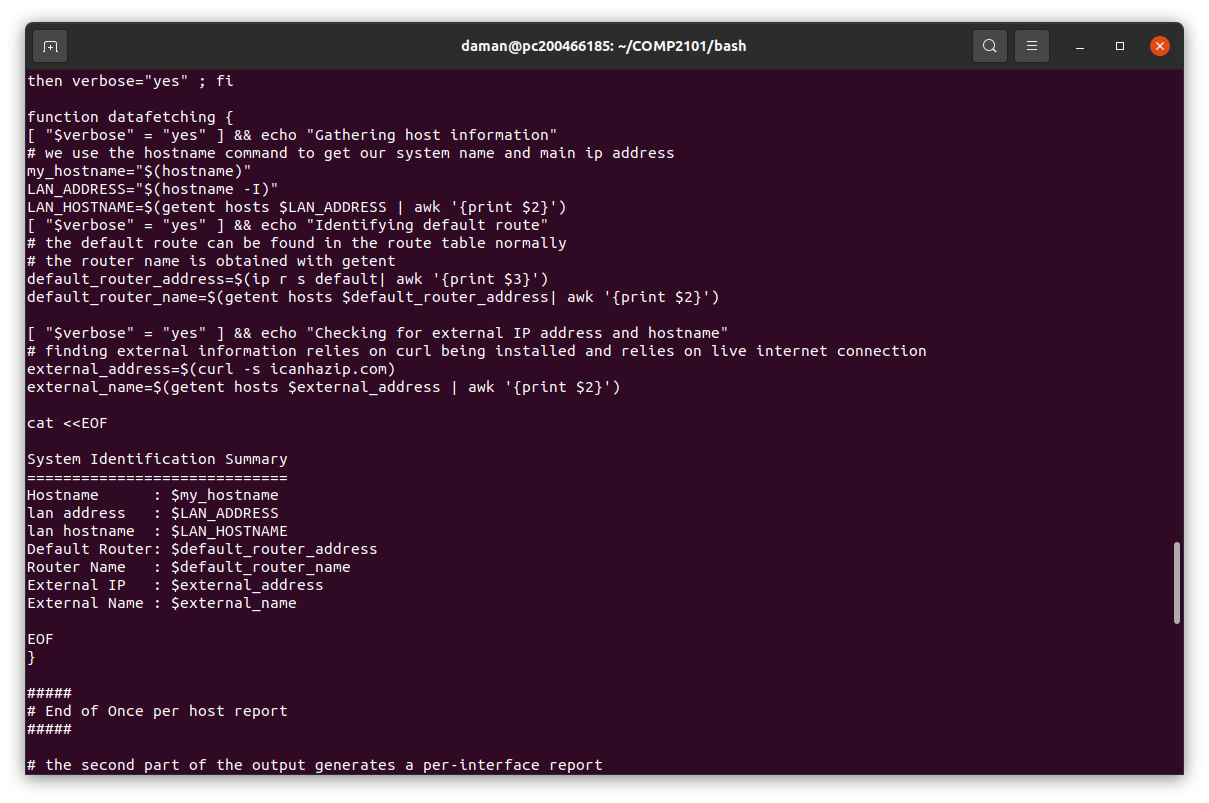 daman@pc200466185: ~/COMP2101/bash
then verbose="yes" ; fi

function datafetching {
[ "$verbose" = "yes" ] && echo "Gathering host information"
# we use the hostname command to get our system name and main ip address
my_hostname="$(hostname)"
LAN_ADDRESS="$(hostname -I)"
LAN_HOSTNAME=$(getent hosts $LAN_ADDRESS | awk '{print $2}')
[ "$verbose" = "yes" ] && echo "Identifying default route"
# the default route can be found in the route table normally
# the router name is obtained with getent
default_router_address=$(ip r s default| awk '{print $3}')
default_router_name=$(getent hosts $default_router_address| awk '{print $2}')

[ "$verbose" = "yes" ] && echo "Checking for external IP address and hostname"
# finding external information relies on curl being installed and relies on live internet connection
external_address=$(curl -s icanhazip.com)
external_name=$(getent hosts $external_address | awk '{print $2}')

cat <<EOF

System Identification Summary
=============================
Hostname      : $my_hostname
lan address   : $LAN_ADDRESS
lan hostname  : $LAN_HOSTNAME
Default Router: $default_router_address
Router Name   : $default_router_name
External IP   : $external_address
External Name : $external_name

EOF
}

#####
# End of Once per host report
#####

# the second part of the output generates a per-interface report